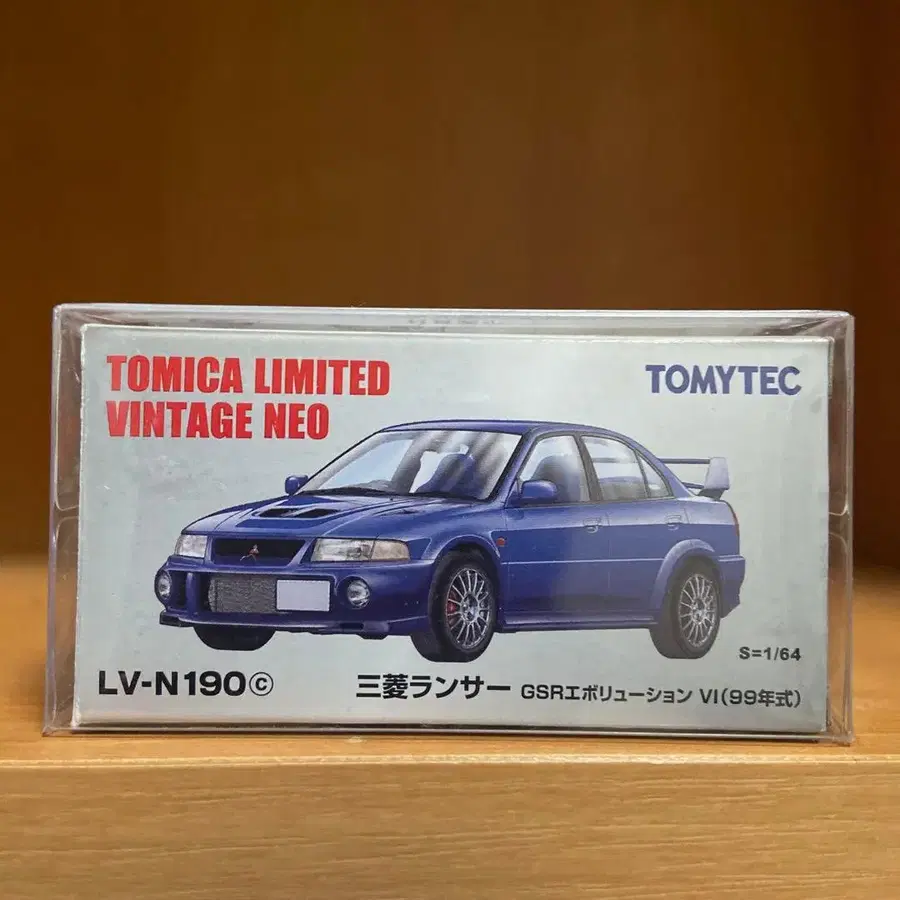 TOMICA LIMITED
VINTAGE NEO
TOMYTEC
S=1/64
LV-N190ⓒ
三菱ランサー GSRエボリューション VI(99年式)